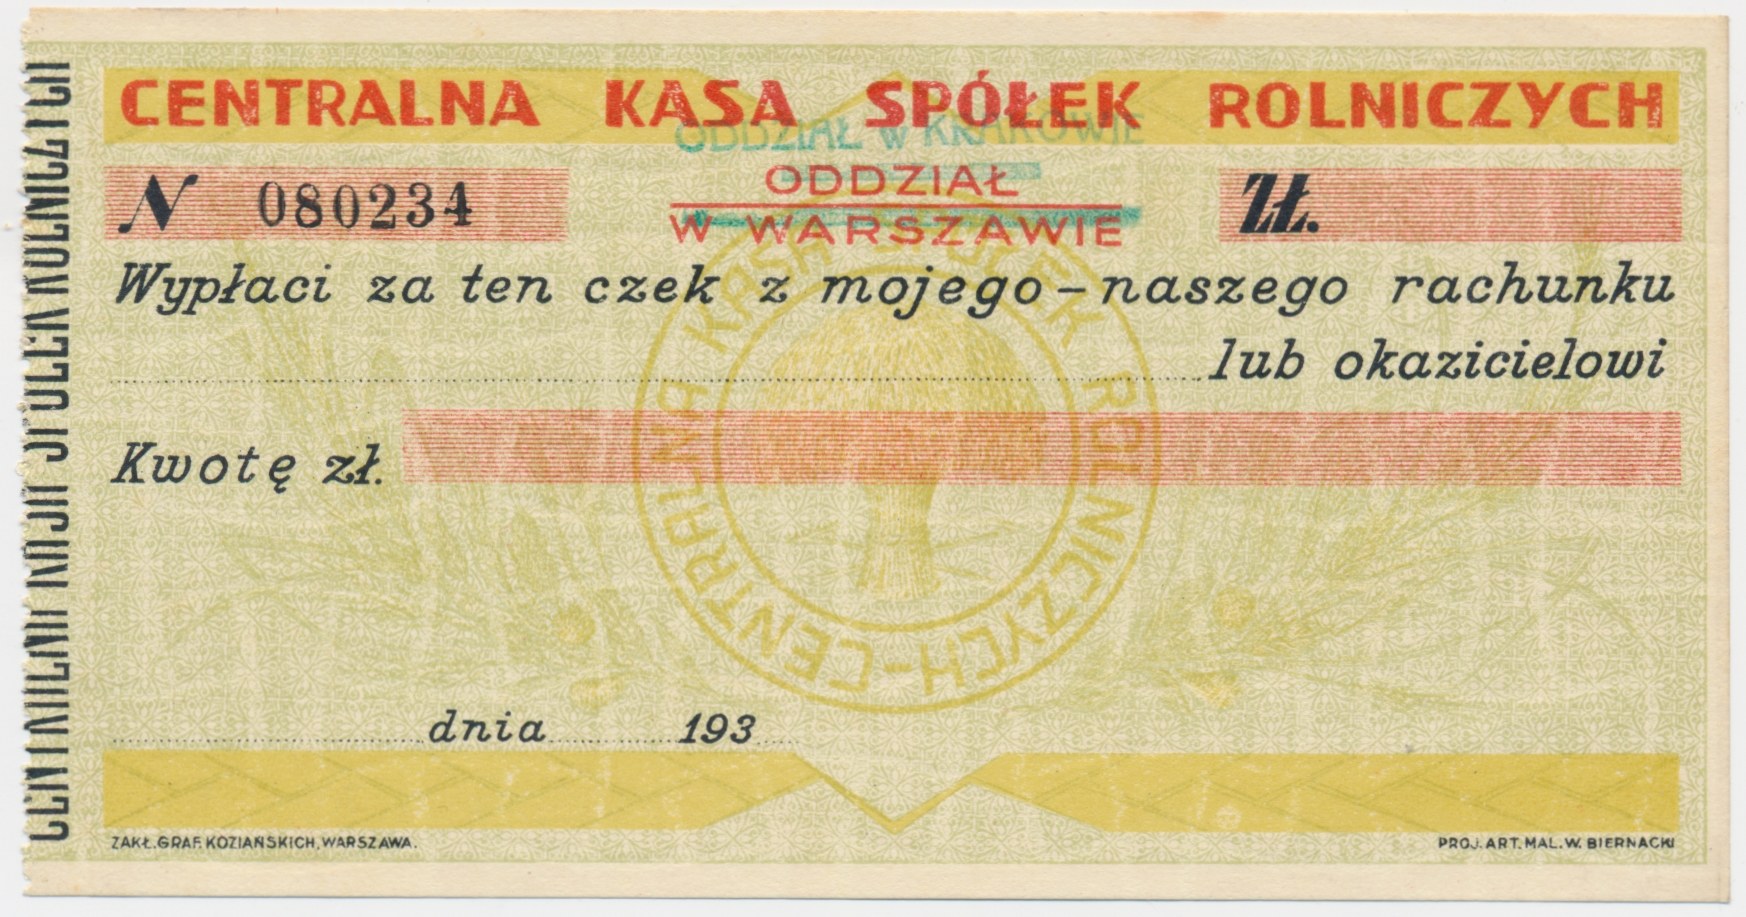 CENTRALNA KASA SPÓŁEK ROLNICZYCH
ODDZIAŁ w KRAKOWIE
N 080234
ODDZIAŁ
W WARSZAWIE
ZŁ.
Wypłaci za ten czek z mojego-naszego rachunku
lub okazicielowi
Kwotę zł.
dnia 193
CENTRALNA KASA SPÓŁEK ROLNICZYCH
ZAKŁ. GRAF. KOZIAŃSKICH, WARSZAWA.
PROJ. ART. MAL. W. BIERNACKI
CENTRALNA KASA SPÓŁEK ROLNICZYCH